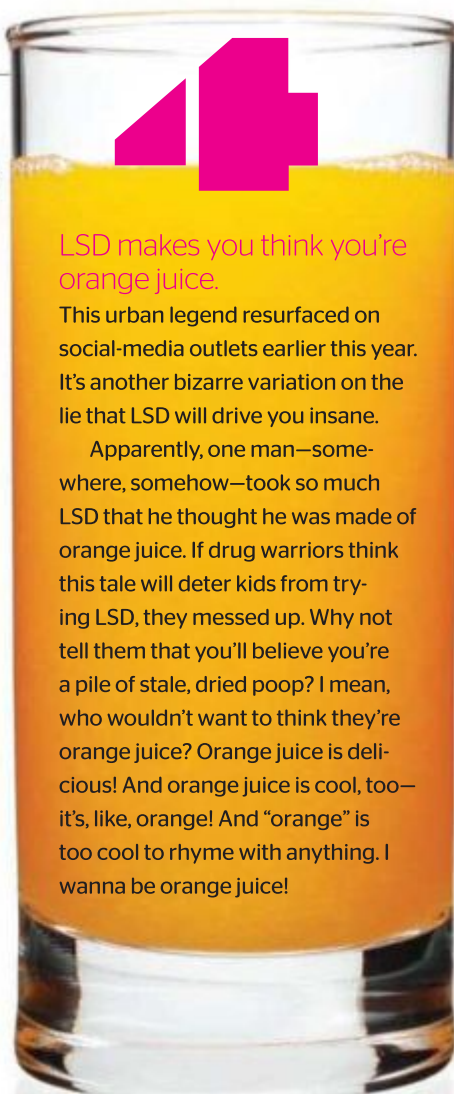 4
LSD makes you think you’re
orange juice.
This urban legend resurfaced on
social-media outlets earlier this year.
It’s another bizarre variation on the
lie that LSD will drive you insane.
Apparently, one man—some-
where, somehow—took so much
LSD that he thought he was made of
orange juice. If drug warriors think
this tale will deter kids from try-
ing LSD, they messed up. Why not
tell them that you’ll believe you’re
a pile of stale, dried poop? I mean,
who wouldn’t want to think they’re
orange juice? Orange juice is deli-
cious! And orange juice is cool, too—
it’s, like, orange! And “orange” is
too cool to rhyme with anything. I
wanna be orange juice!